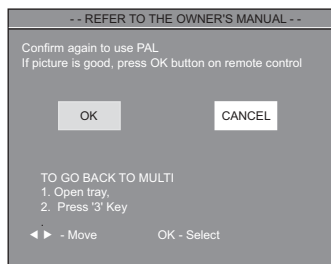 - - REFER TO THE OWNER'S MANUAL - -
Confirm again to use PAL
If picture is good, press OK button on remote control
OK CANCEL
TO GO BACK TO MULTI
1. Open tray,
2. Press '3' Key
◄ ► - Move OK - Select